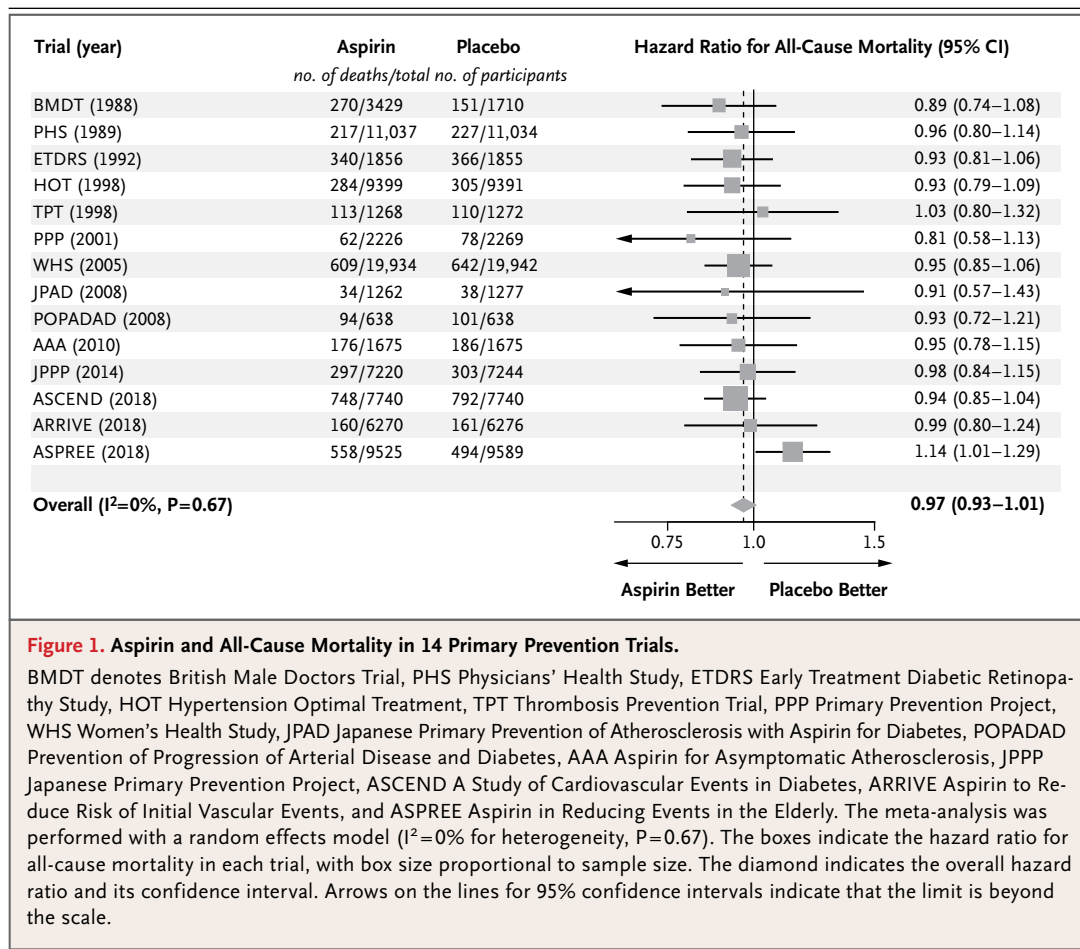 Trial (year) Aspirin Placebo Hazard Ratio for All-Cause Mortality (95% CI)
no. of deaths/total no. of participants
BMDT (1988) 270/3429 151/1710 0.89 (0.74–1.08)
PHS (1989) 217/11,037 227/11,034 0.96 (0.80–1.14)
ETDRS (1992) 340/1856 366/1855 0.93 (0.81–1.06)
HOT (1998) 284/9399 305/9391 0.93 (0.79–1.09)
TPT (1998) 113/1268 110/1272 1.03 (0.80–1.32)
PPP (2001) 62/2226 78/2269 0.81 (0.58–1.13)
WHS (2005) 609/19,934 642/19,942 0.95 (0.85–1.06)
JPAD (2008) 34/1262 38/1277 0.91 (0.57–1.43)
POPADAD (2008) 94/638 101/638 0.93 (0.72–1.21)
AAA (2010) 176/1675 186/1675 0.95 (0.78–1.15)
JPPP (2014) 297/7220 303/7244 0.98 (0.84–1.15)
ASCEND (2018) 748/7740 792/7740 0.94 (0.85–1.04)
ARRIVE (2018) 160/6270 161/6276 0.99 (0.80–1.24)
ASPREE (2018) 558/9525 494/9589 1.14 (1.01–1.29)
Overall (I²=0%, P=0.67) 0.97 (0.93–1.01)
0.75 1.0 1.5
Aspirin Better Placebo Better
Figure 1. Aspirin and All-Cause Mortality in 14 Primary Prevention Trials.
BMDT denotes British Male Doctors Trial, PHS Physicians' Health Study, ETDRS Early Treatment Diabetic Retinopa-
thy Study, HOT Hypertension Optimal Treatment, TPT Thrombosis Prevention Trial, PPP Primary Prevention Project,
WHS Women's Health Study, JPAD Japanese Primary Prevention of Atherosclerosis with Aspirin for Diabetes, POPADAD
Prevention of Progression of Arterial Disease and Diabetes, AAA Aspirin for Asymptomatic Atherosclerosis, JPPP
Japanese Primary Prevention Project, ASCEND A Study of Cardiovascular Events in Diabetes, ARRIVE Aspirin to Re-
duce Risk of Initial Vascular Events, and ASPREE Aspirin in Reducing Events in the Elderly. The meta-analysis was
performed with a random effects model (I²=0% for heterogeneity, P=0.67). The boxes indicate the hazard ratio for
all-cause mortality in each trial, with box size proportional to sample size. The diamond indicates the overall hazard
ratio and its confidence interval. Arrows on the lines for 95% confidence intervals indicate that the limit is beyond
the scale.